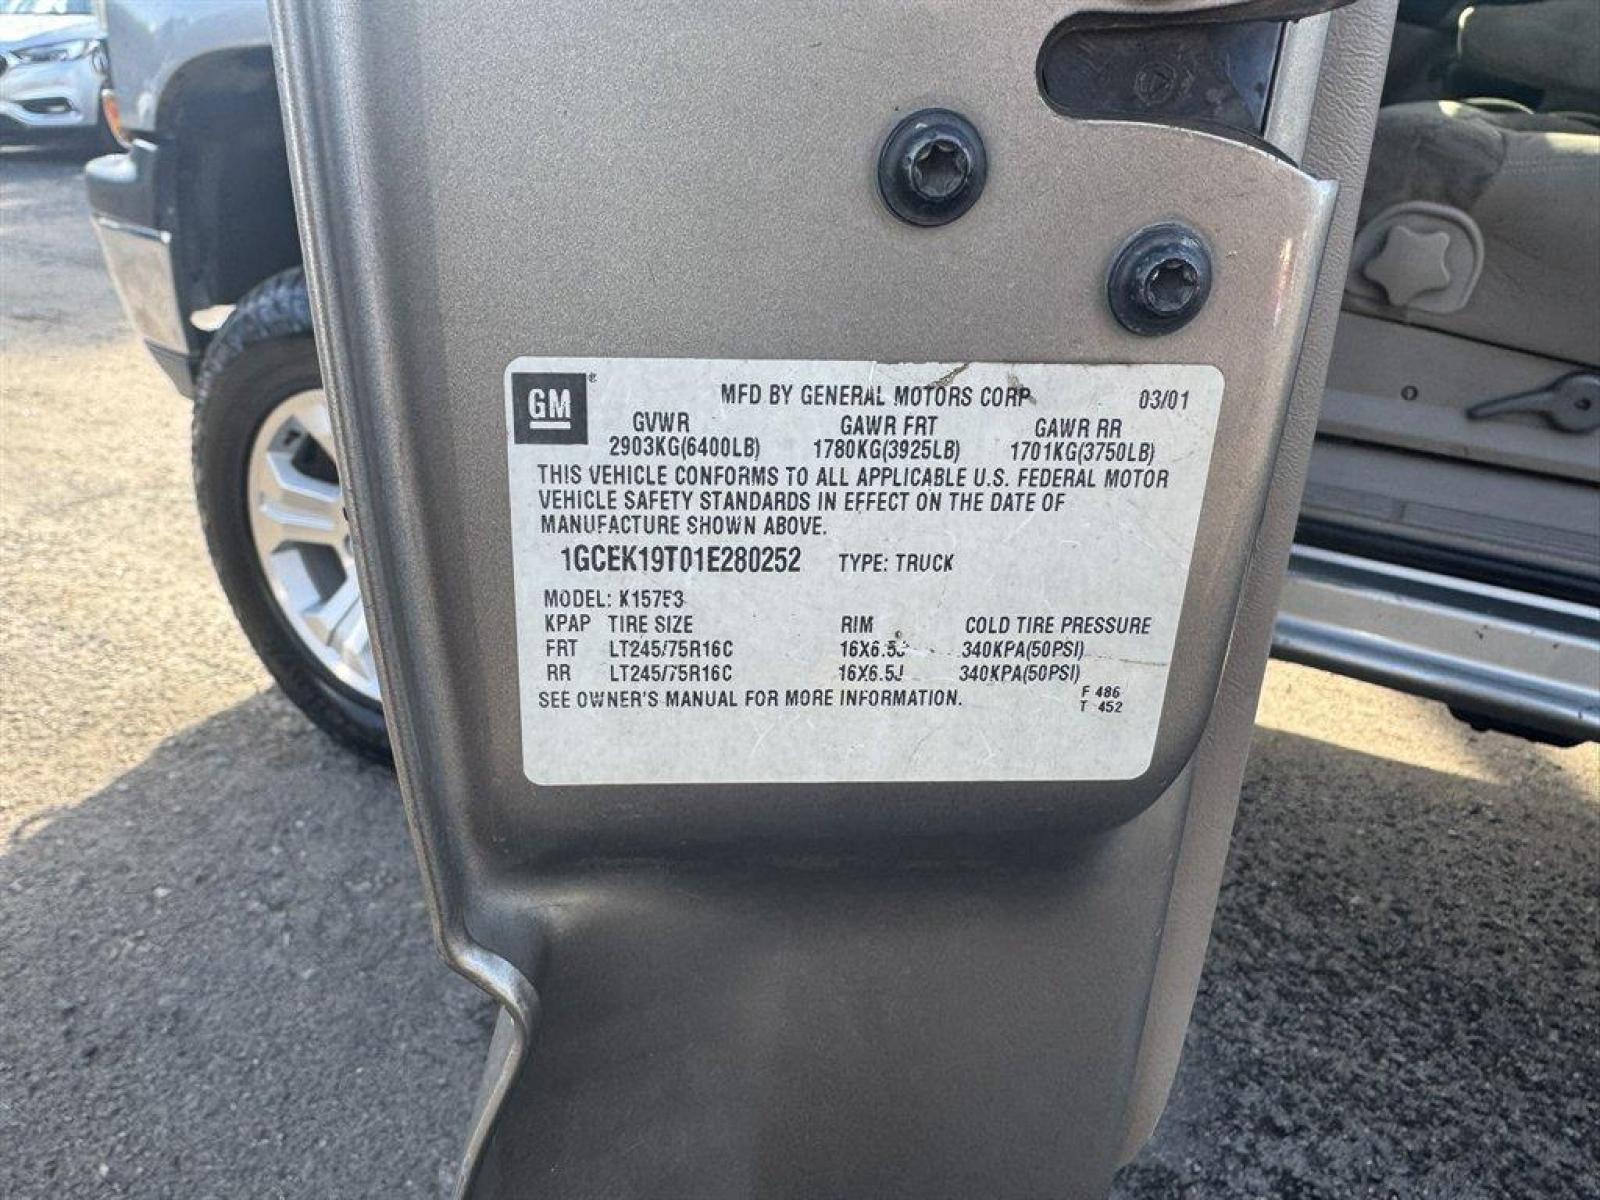 GM ® MFD BY GENERAL MOTORS CORP 03/01
GVWR GAWR FRT GAWR RR
2903KG(6400LB) 1780KG(3925LB) 1701KG(3750LB)
THIS VEHICLE CONFORMS TO ALL APPLICABLE U.S. FEDERAL MOTOR
VEHICLE SAFETY STANDARDS IN EFFECT ON THE DATE OF
MANUFACTURE SHOWN ABOVE.
1GCEK19T01E280252 TYPE: TRUCK
MODEL: K15753
KPAP TIRE SIZE RIM COLD TIRE PRESSURE
FRT LT245/75R16C 16X6.5J 340KPA(50PSI)
RR LT245/75R16C 16X6.5J 340KPA(50PSI)
SEE OWNER'S MANUAL FOR MORE INFORMATION. F 486
T 452